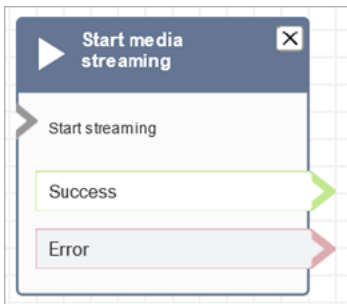 Start media
streaming
Start streaming
Success
Error